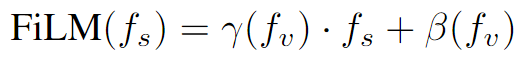 FiLM(f_s) = γ(f_v) · f_s + β(f_v)